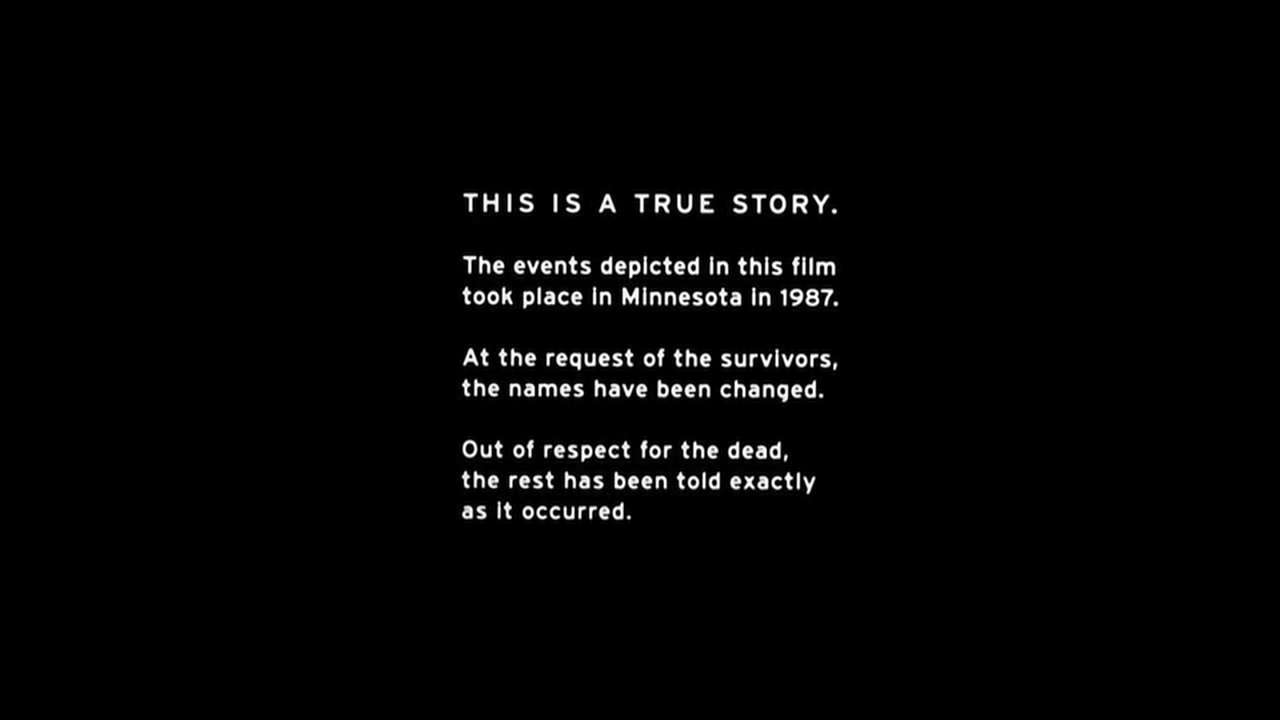 THIS IS A TRUE STORY.
The events depicted in this film
took place in Minnesota in 1987.
At the request of the survivors,
the names have been changed.
Out of respect for the dead,
the rest has been told exactly
as it occurred.